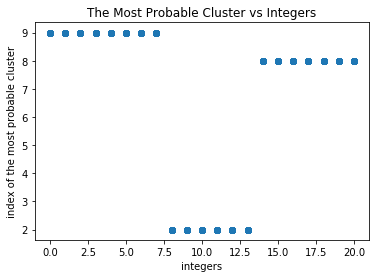 The Most Probable Cluster vs Integers
9
8
7
6
5
4
3
2
index of the most probable cluster
0.0 2.5 5.0 7.5 10.0 12.5 15.0 17.5 20.0
integers